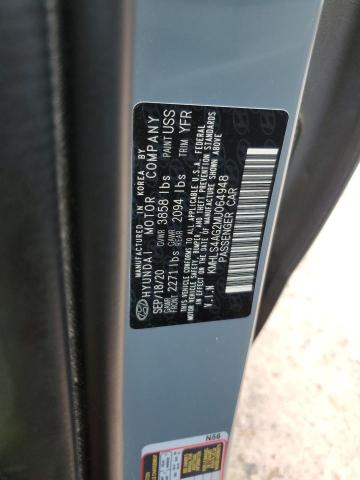 MANUFACTURED IN KOREA BY
HYUNDAI MOTOR COMPANY
SEP/18/20 GVWR 3858 lbs PAINT USS
GAWR FRONT 2271 lbs GAWR REAR 2094 lbs TRIM YFR
THIS VEHICLE CONFORMS TO ALL APPLICABLE U.S.A. FEDERAL
MOTOR VEHICLE SAFETY, BUMPER, AND THEFT PREVENTION
STANDARDS IN EFFECT ON THE DATE OF MANUFACTURE SHOWN ABOVE.
V.I.N KMHLS4AG2MU064948
PASSENGER CAR
N56